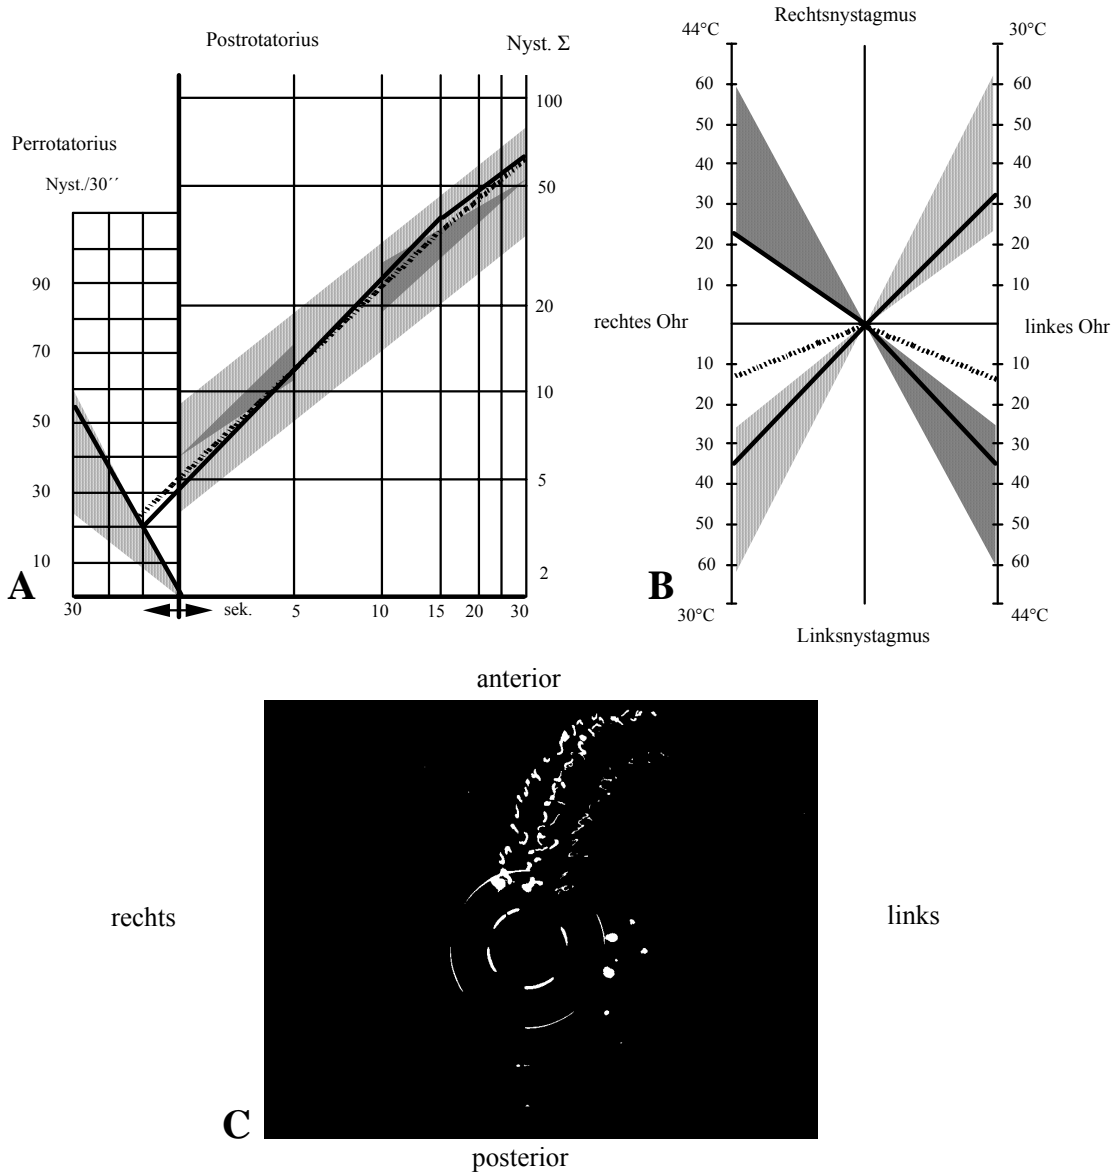 Postrotatorius
Nyst. Σ
Perrotatorius
Nyst./30´´
100
50
20
10
5
2
90
70
50
30
10
A
30
sek.
5
10
15
20
30
Rechtsnystagmus
44°C
30°C
60
60
50
50
40
40
30
30
20
20
10
10
rechtes Ohr
linkes Ohr
10
10
20
20
30
30
40
40
50
50
60
60
B
30°C
44°C
Linksnystagmus
anterior
rechts
links
C
posterior